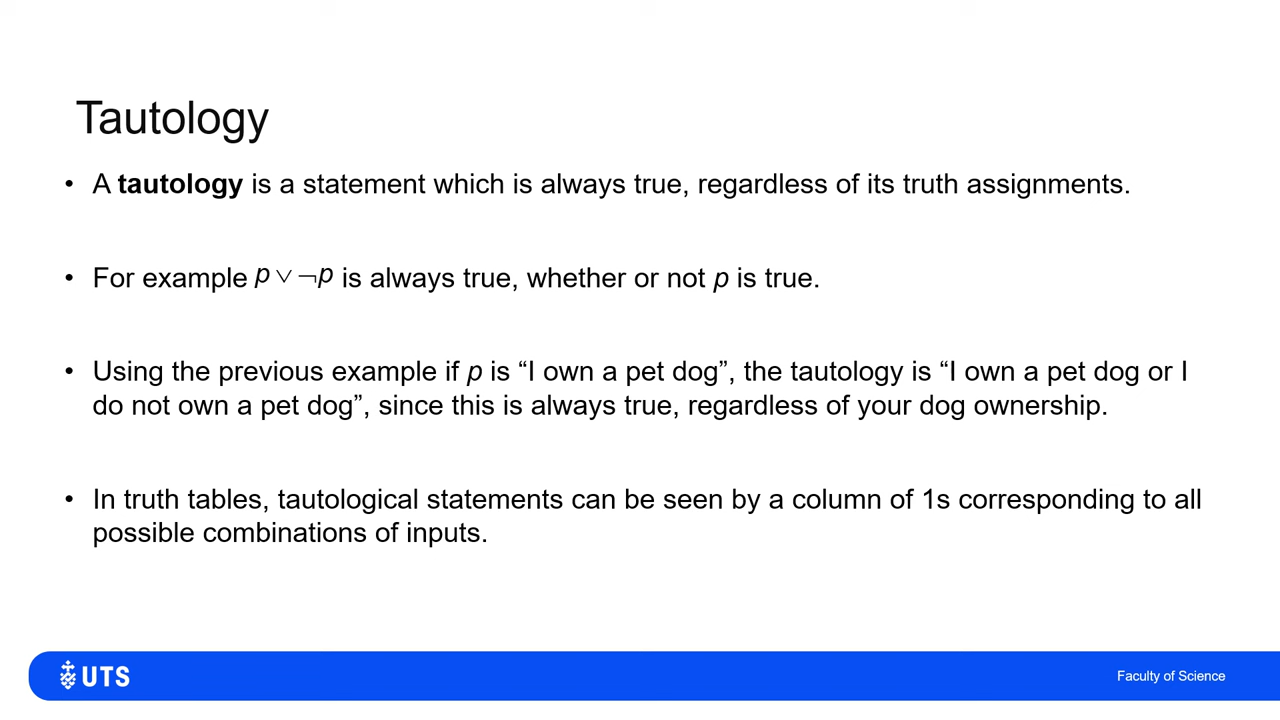 Tautology
• A tautology is a statement which is always true, regardless of its truth assignments.
• For example p ∨ ¬p is always true, whether or not p is true.
• Using the previous example if p is “I own a pet dog”, the tautology is “I own a pet dog or I
do not own a pet dog”, since this is always true, regardless of your dog ownership.
• In truth tables, tautological statements can be seen by a column of 1s corresponding to all
possible combinations of inputs.
UTS
Faculty of Science